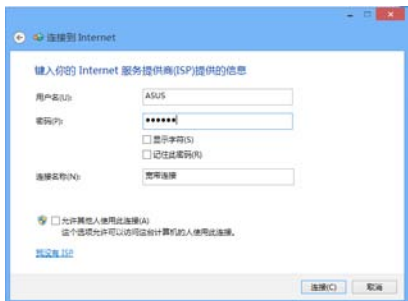 连接到 Internet
键入你的 Internet 服务提供商(ISP)提供的信息
用户名(U):
ASUS
密码(P):
●●●●●●
显示字符(S)
记住此密码(R)
连接名称(N):
宽带连接
允许其他人使用此连接(A)
这个选项允许可以访问这台计算机的人使用此连接。
我没有 ISP
连接(C)
取消